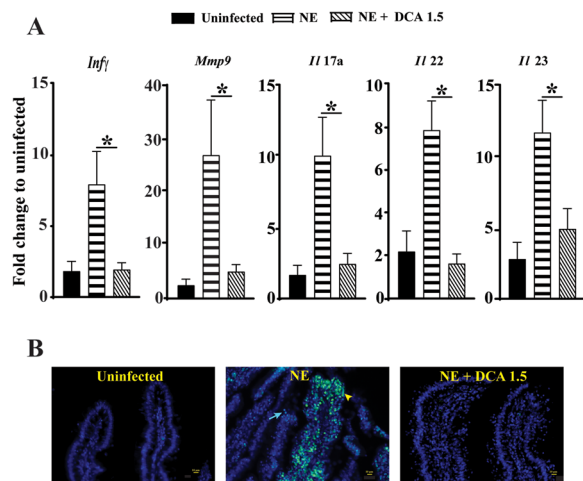 Uninfected NE NE + DCA 1.5
A
Infγ Mmp9 Il 17a Il 22 Il 23
Fold change to uninfected
15 40 15 10 15
* * * * *
30 8
10 10 10
20 6
4
5 10 5 5
2
0 0 0 0 0
B
Uninfected NE NE + DCA 1.5